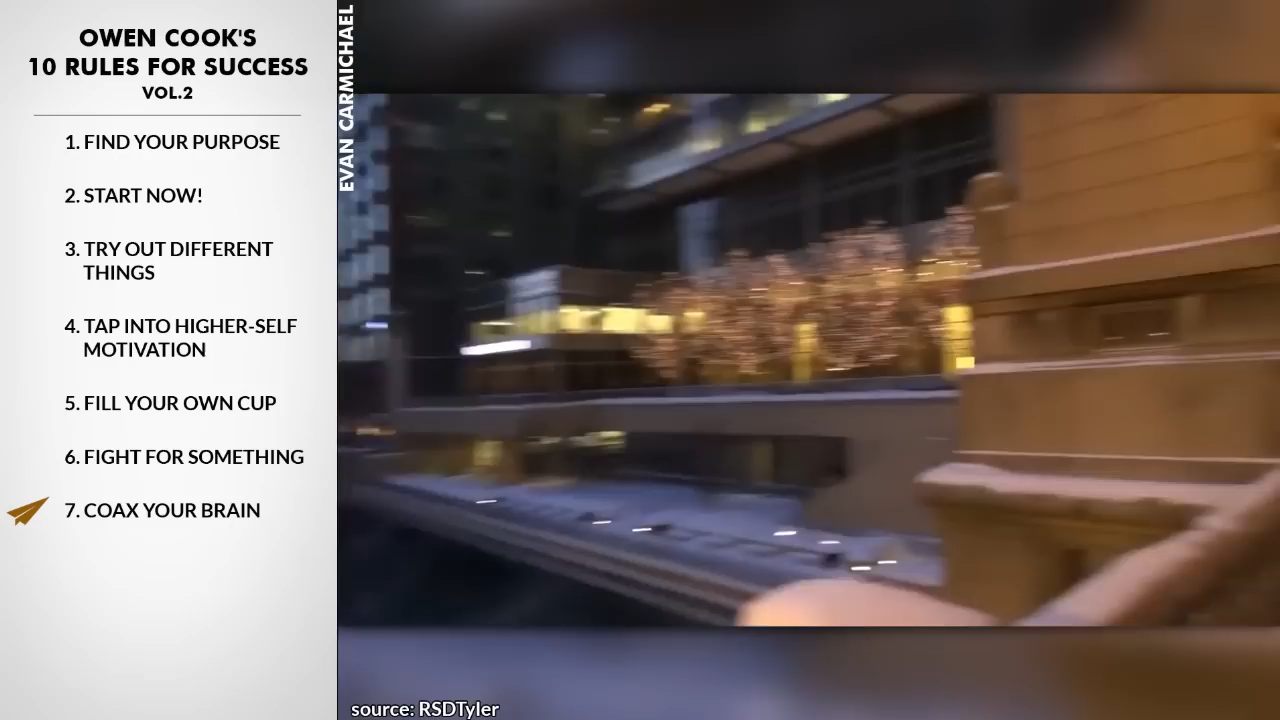 OWEN COOK'S
10 RULES FOR SUCCESS
VOL.2
1. FIND YOUR PURPOSE
2. START NOW!
3. TRY OUT DIFFERENT
THINGS
4. TAP INTO HIGHER-SELF
MOTIVATION
5. FILL YOUR OWN CUP
6. FIGHT FOR SOMETHING
7. COAX YOUR BRAIN
EVAN CARMICHAEL
source: RSDTyler